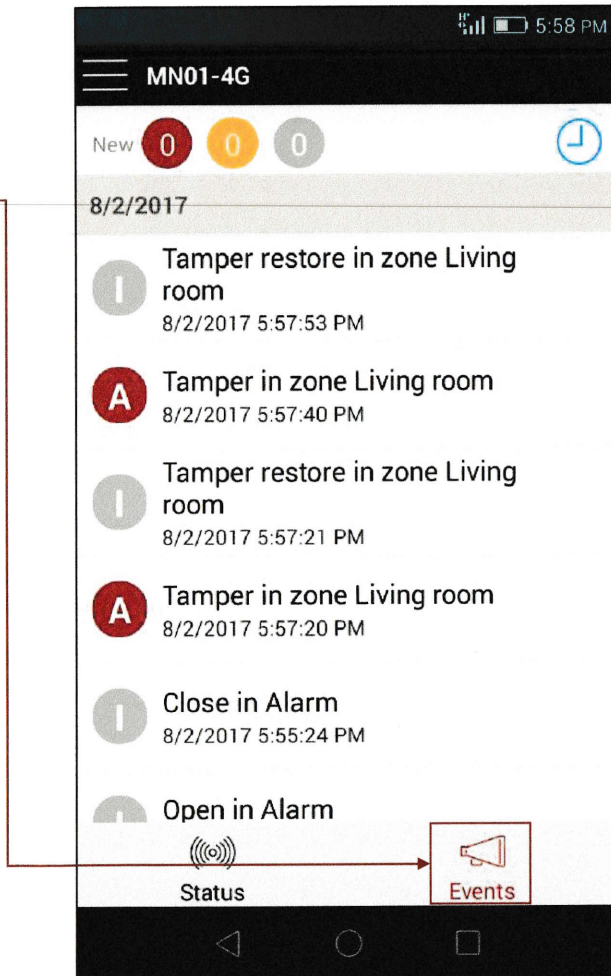 5:58 PM
MN01-4G
New 0 0 0
8/2/2017
I Tamper restore in zone Living
room
8/2/2017 5:57:53 PM
A Tamper in zone Living room
8/2/2017 5:57:40 PM
I Tamper restore in zone Living
room
8/2/2017 5:57:21 PM
A Tamper in zone Living room
8/2/2017 5:57:20 PM
I Close in Alarm
8/2/2017 5:55:24 PM
I Open in Alarm
Status Events